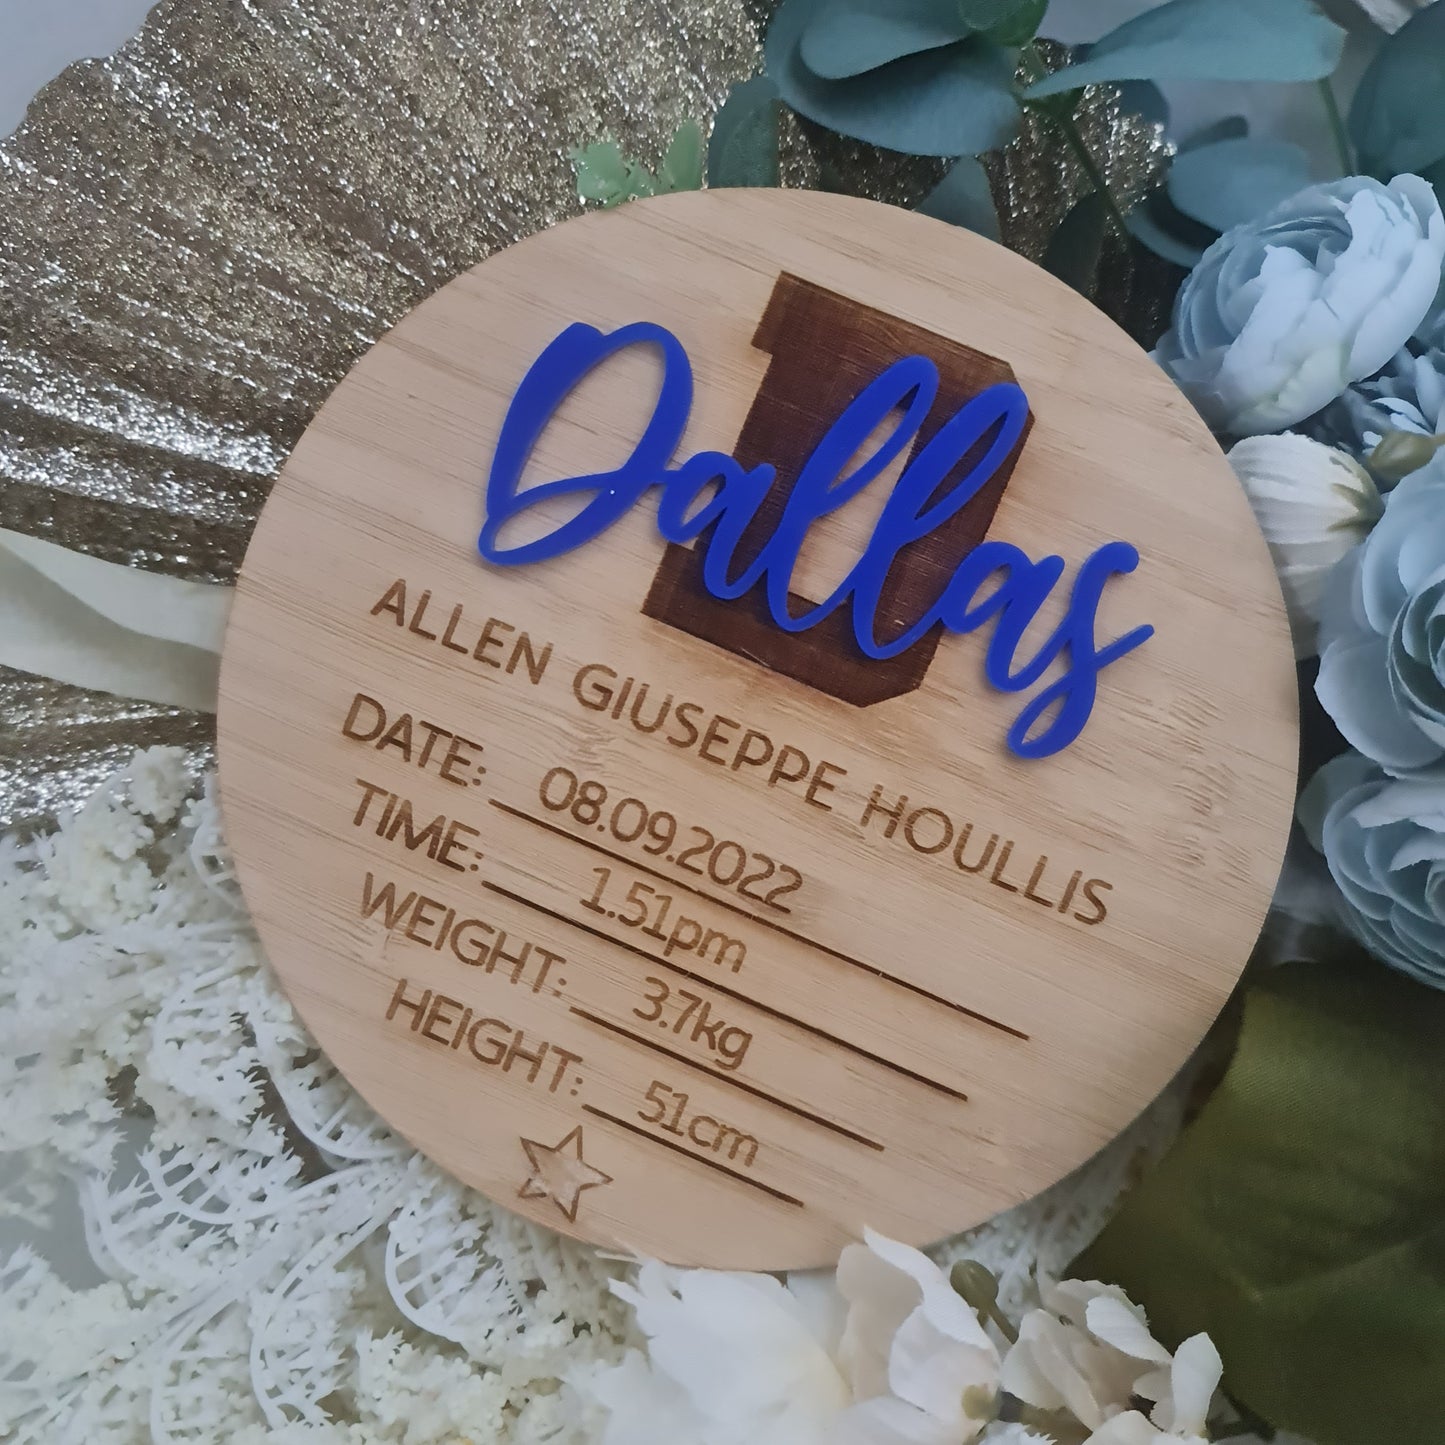 D
Dallas
ALLEN GIUSEPPE HOULLIS
DATE: 08.09.2022
TIME: 1.51pm
WEIGHT: 3.7kg
HEIGHT: 51cm